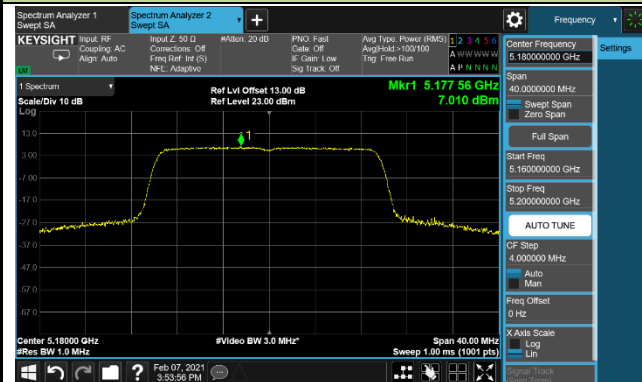 Spectrum Analyzer 1
Swept SA
Spectrum Analyzer 2
Swept SA
+
Frequency
KEYSIGHT
Input: RF
Coupling: AC
Align: Auto
Input Z: 50 Ω
Corrections: Off
Freq Ref: Int (S)
NFE: Adaptive
#Atten: 20 dB
PNO: Fast
Gate: Off
IF Gain: Low
Sig Track: Off
Avg Type: Power (RMS)
Avg|Hold:>100/100
Trig: Free Run
1 2 3 4 5 6
A W W W W W
A P N N N N
LXI
1 Spectrum
Scale/Div 10 dB
Log
Ref Lvl Offset 13.00 dB
Ref Level 23.00 dBm
Mkr1 5.177 56 GHz
7.010 dBm
1
13.0
3.00
-7.00
-17.0
-27.0
-37.0
-47.0
-57.0
-67.0
Center 5.18000 GHz
#Res BW 1.0 MHz
#Video BW 3.0 MHz*
Span 40.00 MHz
Sweep 1.00 ms (1001 pts)
Feb 07, 2021
3:53:56 PM
?
Center Frequency
5.180000000 GHz
Span
40.0000000 MHz
Swept Span
Zero Span
Full Span
Start Freq
5.160000000 GHz
Stop Freq
5.200000000 GHz
AUTO TUNE
CF Step
4.000000 MHz
Auto
Man
Freq Offset
0 Hz
X Axis Scale
Log
Lin
Signal Track
(Span Zoom)
Settings